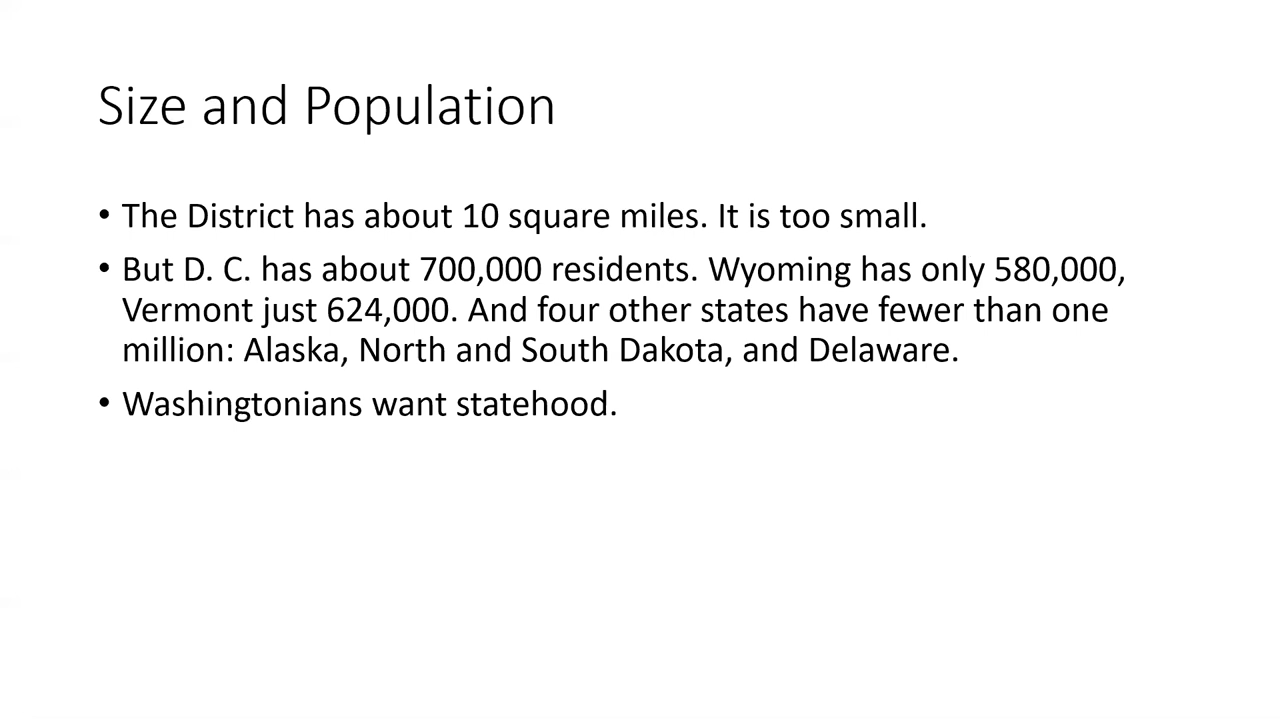 Size and Population
• The District has about 10 square miles. It is too small.
• But D. C. has about 700,000 residents. Wyoming has only 580,000,
Vermont just 624,000. And four other states have fewer than one
million: Alaska, North and South Dakota, and Delaware.
• Washingtonians want statehood.